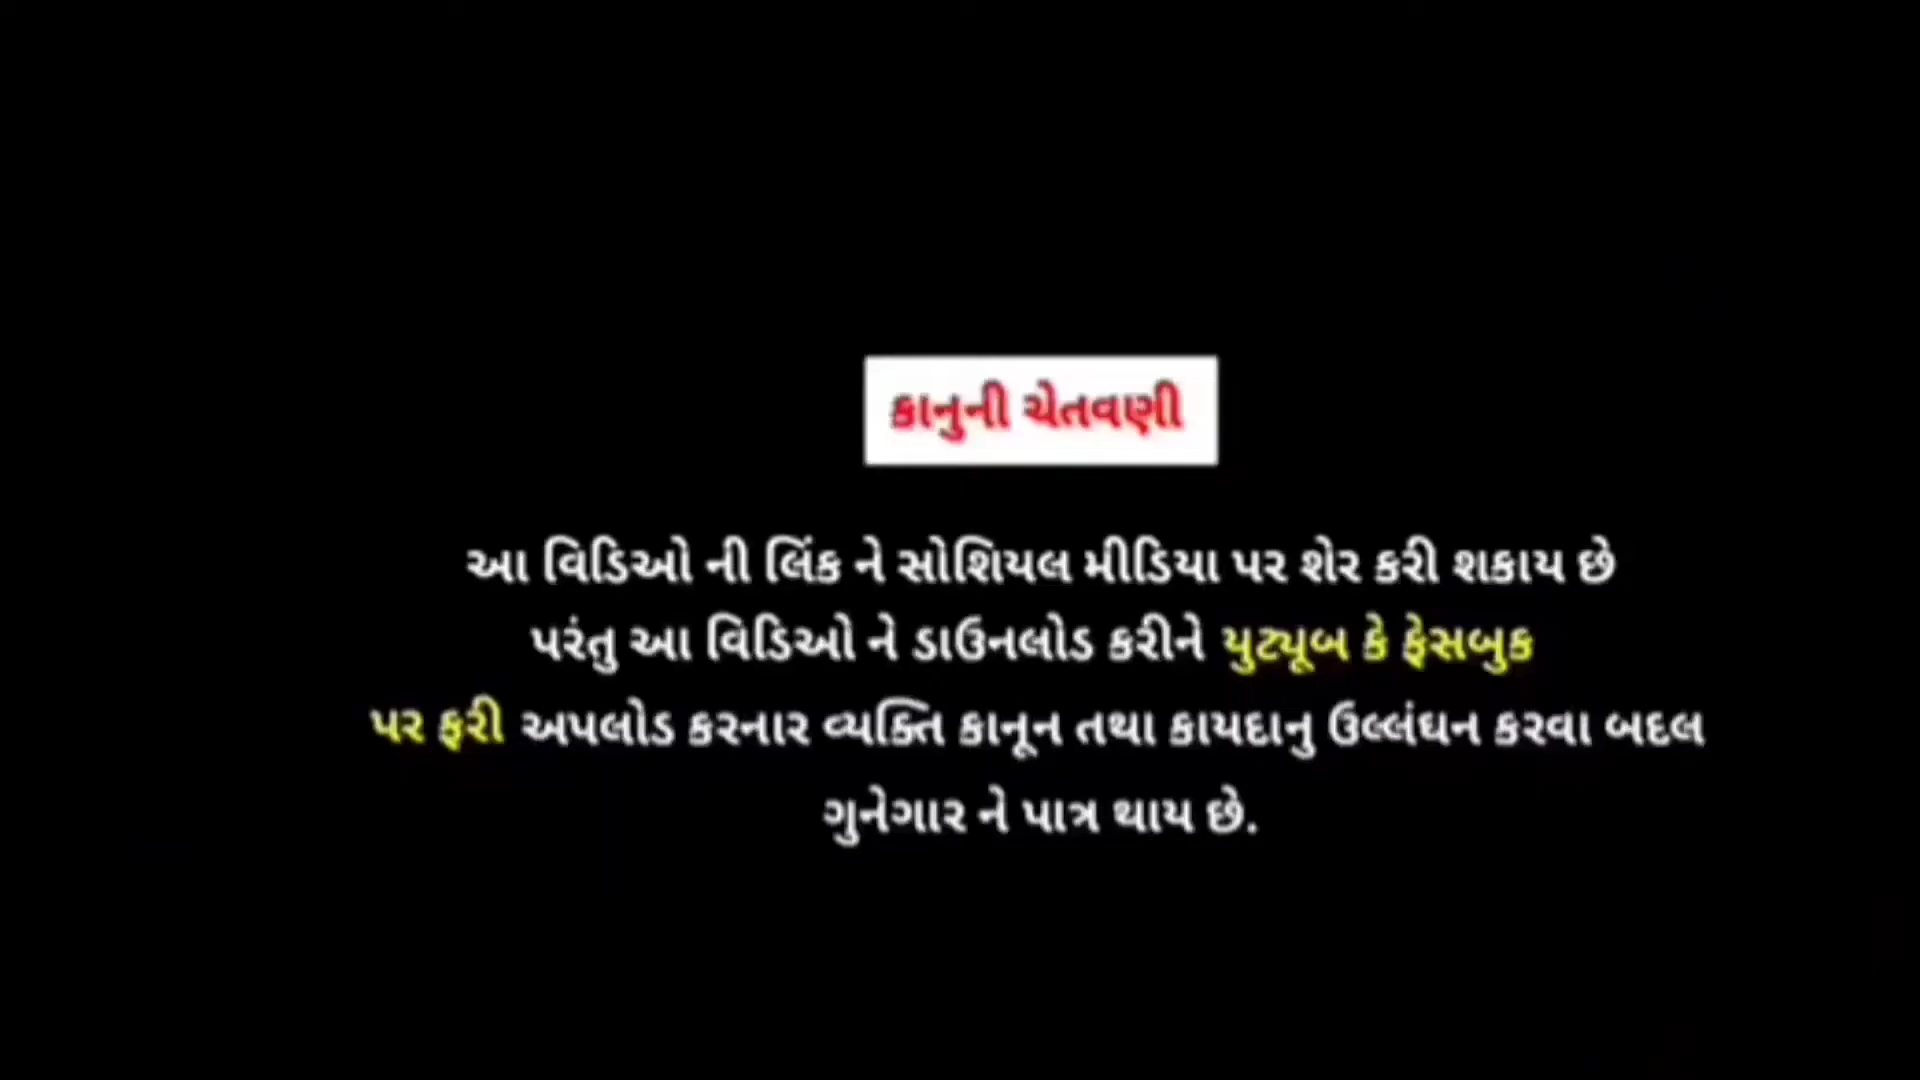 કાનુની ચેતવણી
આ વિડિઓ ની લિંક ને સોશિયલ મીડિયા પર શેર કરી શકાય છે
પરંતુ આ વિડિઓ ને ડાઉનલોડ કરીને યુટ્યૂબ કે ફેસબુક
પર ફરી અપલોડ કરનાર વ્યક્તિ કાનૂન તથા કાયદાનુ ઉલ્લંઘન કરવા બદલ
ગુનેગાર ને પાત્ર થાય છે.